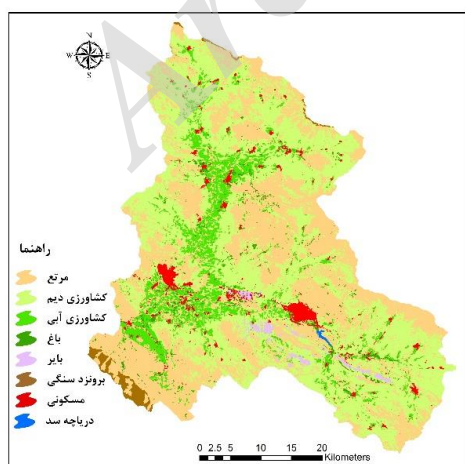 Ar
N
W E
S
راهنما
مرتع
کشاورزی دیم
کشاورزی آبی
باغ
بایر
برونزد سنگی
مسکونی
دریاچه سد
0 2.5 5 10 15 20
Kilometers